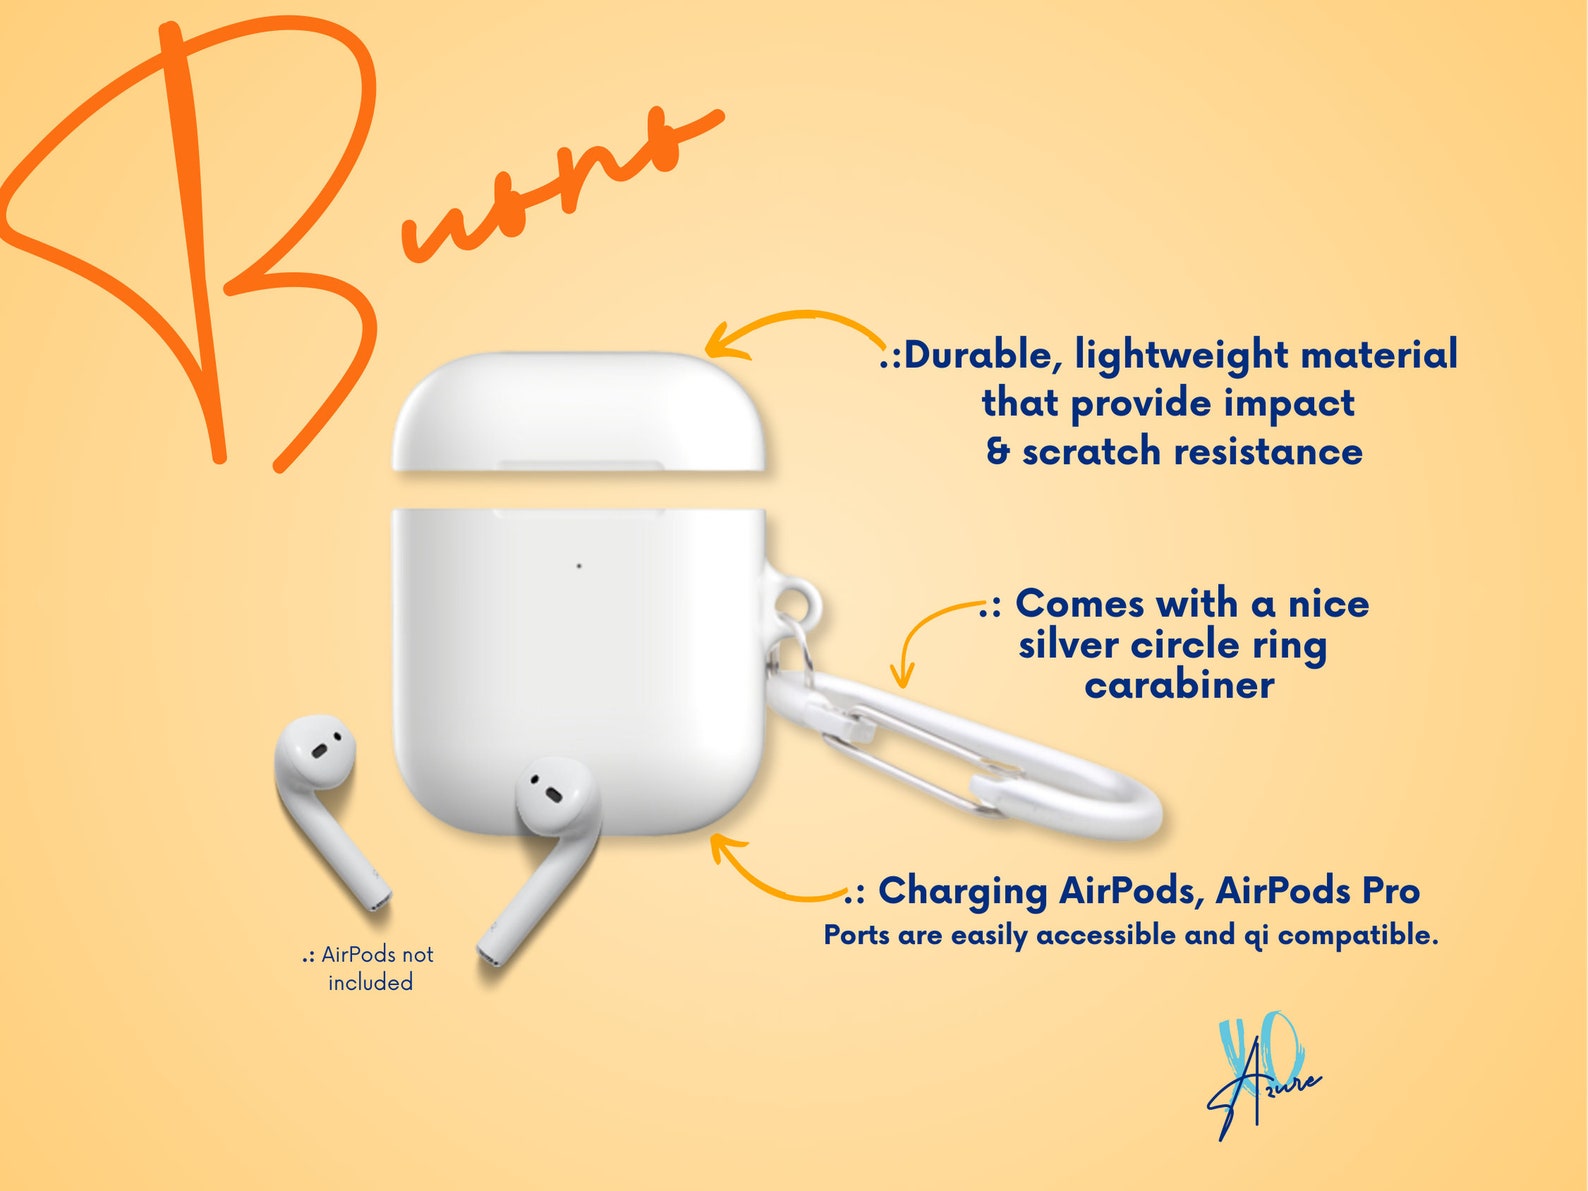 Buono
.:Durable, lightweight material
that provide impact
& scratch resistance
.: Comes with a nice
silver circle ring
carabiner
.: Charging AirPods, AirPods Pro
Ports are easily accessible and qi compatible.
.: AirPods not
included
XO
Azure